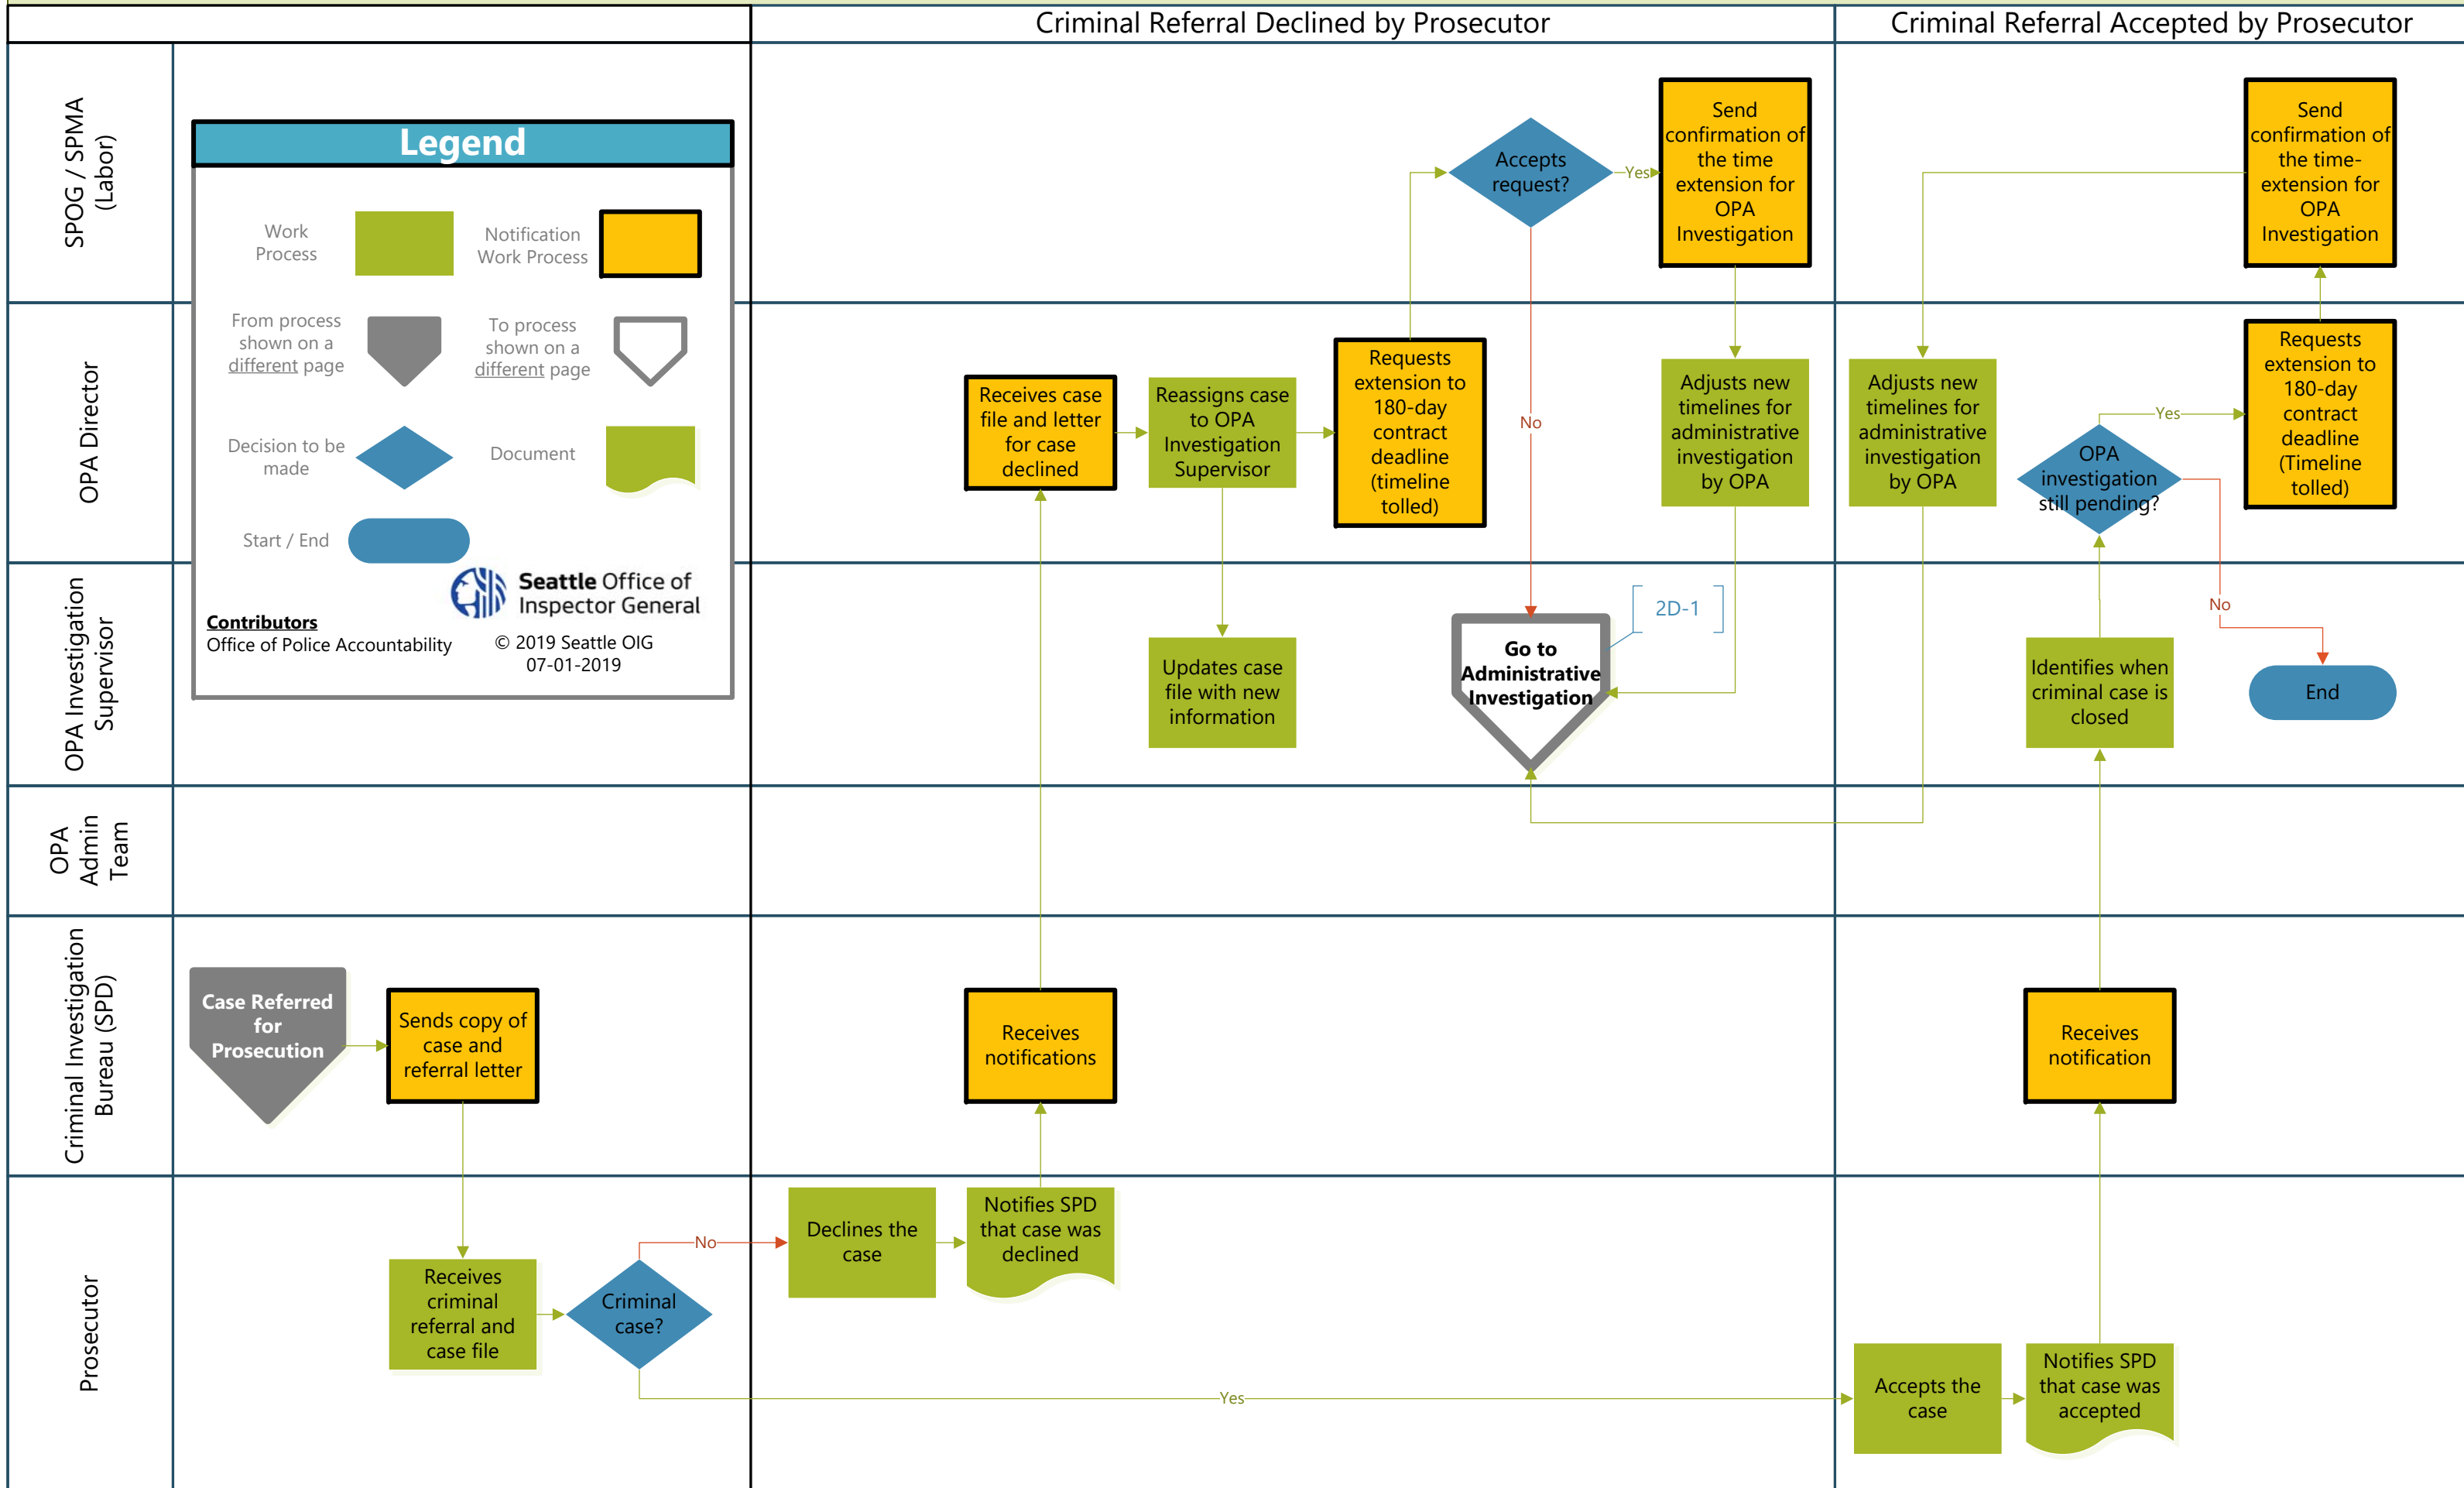 Criminal Referral Declined by Prosecutor
Criminal Referral Accepted by Prosecutor
SPOG / SPMA
(Labor)
Legend
Work
Process
Notification
Work Process
From process
shown on a
different page
To process
shown on a
different page
Decision to be
made
Document
Start / End
Seattle Office of
Inspector General
Contributors
Office of Police Accountability
© 2019 Seattle OIG
07-01-2019
Accepts
request?
Yes
Send
confirmation of
the time
extension for
OPA
Investigation
No
Send
confirmation of
the time-
extension for
OPA
Investigation
OPA Director
Receives case
file and letter
for case
declined
Reassigns case
to OPA
Investigation
Supervisor
Requests
extension to
180-day
contract
deadline
(timeline
tolled)
Adjusts new
timelines for
administrative
investigation
by OPA
Adjusts new
timelines for
administrative
investigation
by OPA
OPA
investigation
still pending?
Yes
Requests
extension to
180-day
contract
deadline
(Timeline
tolled)
No
OPA Investigation
Supervisor
Updates case
file with new
information
Go to
Administrative
Investigation
2D-1
Identifies when
criminal case is
closed
End
OPA
Admin
Team
Criminal Investigation
Bureau (SPD)
Case Referred
for
Prosecution
Sends copy of
case and
referral letter
Receives
notifications
Receives
notification
Prosecutor
Receives
criminal
referral and
case file
Criminal
case?
No
Declines the
case
Notifies SPD
that case was
declined
Yes
Accepts the
case
Notifies SPD
that case was
accepted